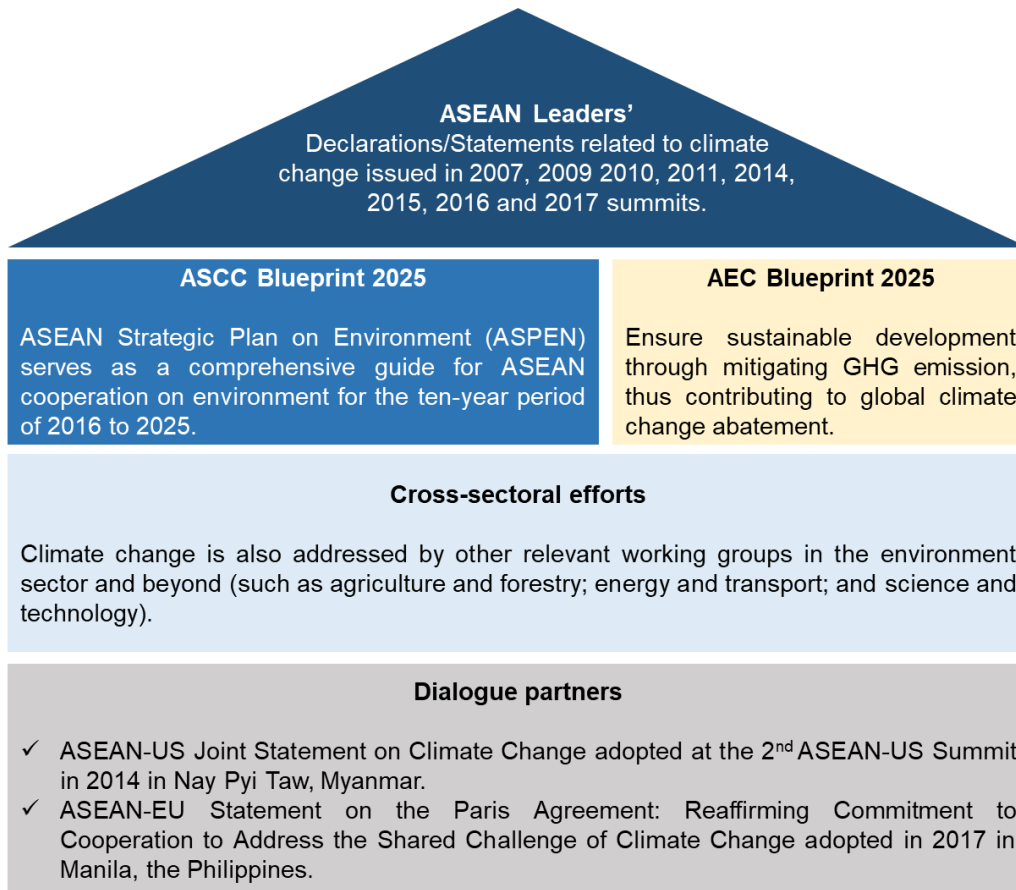 ASEAN Leaders’
Declarations/Statements related to climate
change issued in 2007, 2009 2010, 2011, 2014,
2015, 2016 and 2017 summits.
ASCC Blueprint 2025
ASEAN Strategic Plan on Environment (ASPEN)
serves as a comprehensive guide for ASEAN
cooperation on environment for the ten-year period
of 2016 to 2025.
AEC Blueprint 2025
Ensure sustainable development
through mitigating GHG emission,
thus contributing to global climate
change abatement.
Cross-sectoral efforts
Climate change is also addressed by other relevant working groups in the environment
sector and beyond (such as agriculture and forestry; energy and transport; and science and
technology).
Dialogue partners
✓ ASEAN-US Joint Statement on Climate Change adopted at the 2nd ASEAN-US Summit
in 2014 in Nay Pyi Taw, Myanmar.
✓ ASEAN-EU Statement on the Paris Agreement: Reaffirming Commitment to
Cooperation to Address the Shared Challenge of Climate Change adopted in 2017 in
Manila, the Philippines.